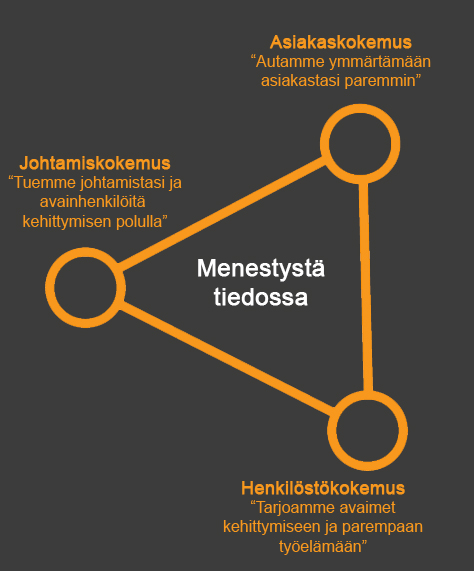 Asiakaskokemus
“Autamme ymmärtämään
asiakastasi paremmin”
Johtamiskokemus
“Tuemme johtamistasi ja
avainhenkilöitä
kehittymisen polulla”
Menestystä
tiedossa
Henkilöstökokemus
“Tarjoamme avaimet
kehittymiseen ja parempaan
työelämään”